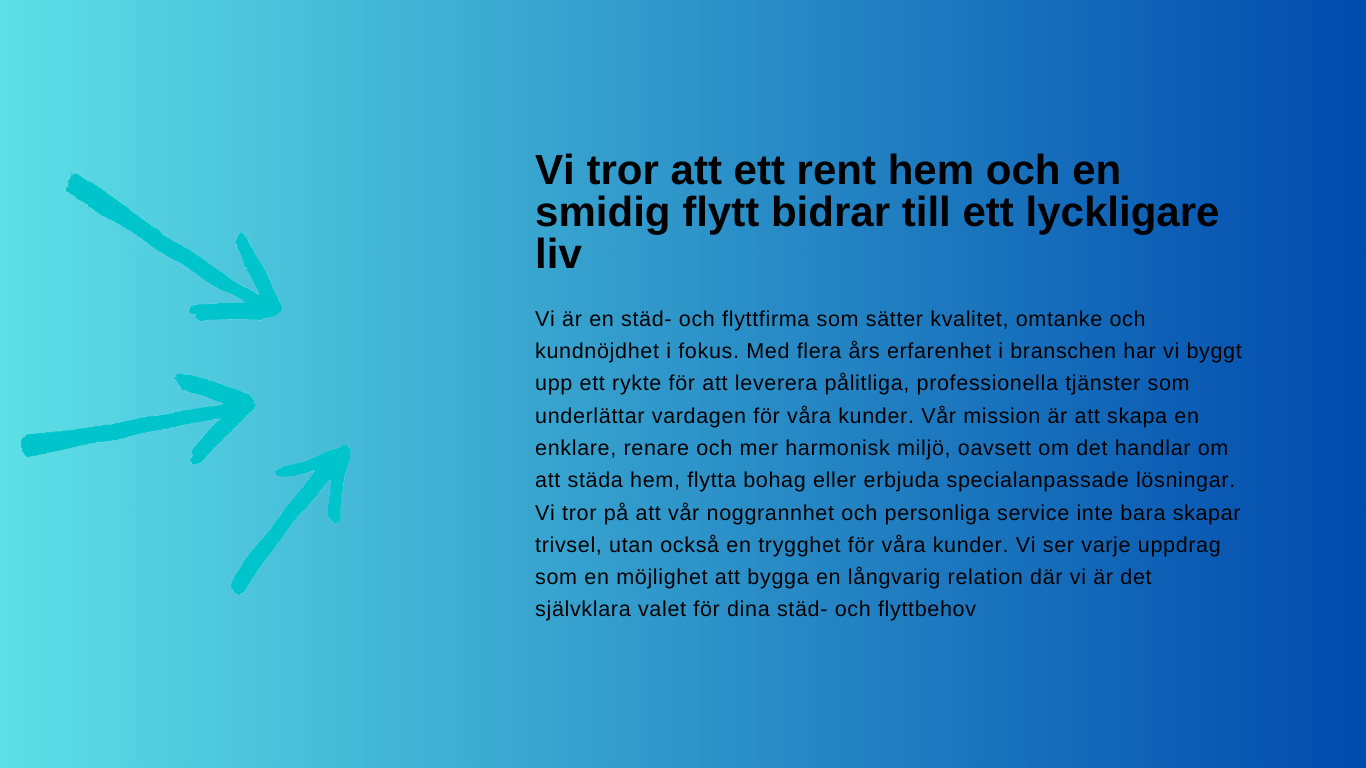 Vi tror att ett rent hem och en
smidig flytt bidrar till ett lyckligare
liv
Vi är en städ- och flyttfirma som sätter kvalitet, omtanke och
kundnöjdhet i fokus. Med flera års erfarenhet i branschen har vi byggt
upp ett rykte för att leverera pålitliga, professionella tjänster som
underlättar vardagen för våra kunder. Vår mission är att skapa en
enklare, renare och mer harmonisk miljö, oavsett om det handlar om
att städa hem, flytta bohag eller erbjuda specialanpassade lösningar.
Vi tror på att vår noggrannhet och personliga service inte bara skapar
trivsel, utan också en trygghet för våra kunder. Vi ser varje uppdrag
som en möjlighet att bygga en långvarig relation där vi är det
självklara valet för dina städ- och flyttbehov